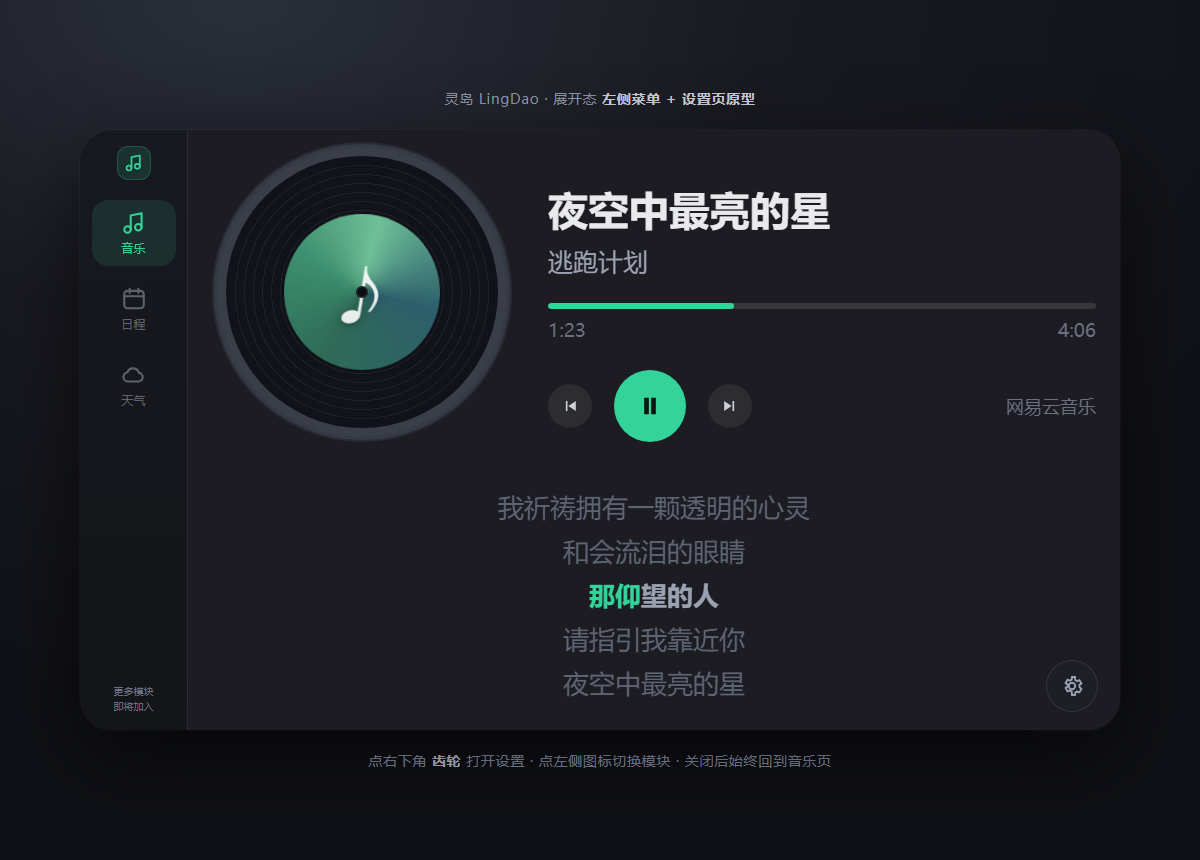 灵岛 LingDao · 展开态 左侧菜单 + 设置页原型
音乐
日程
天气
更多模块
即将加入
夜空中最亮的星
逃跑计划
1:23
4:06
网易云音乐
我祈祷拥有一颗透明的心灵
和会流泪的眼睛
那仰望的人
请指引我靠近你
夜空中最亮的星
点右下角 齿轮 打开设置 · 点左侧图标切换模块 · 关闭后始终回到音乐页